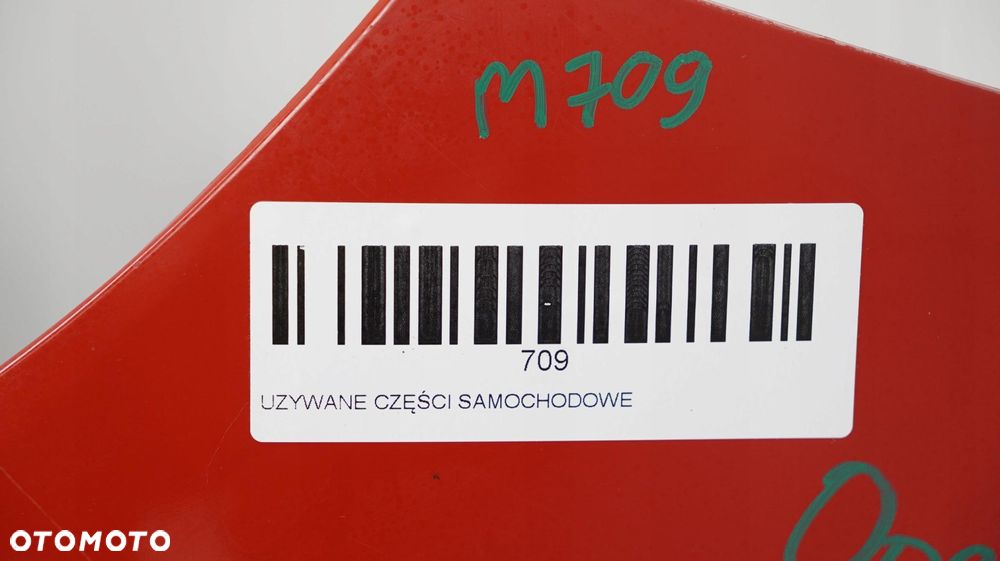 M709
709
UZYWANE CZĘŚCI SAMOCHODOWE
OTOMOTO